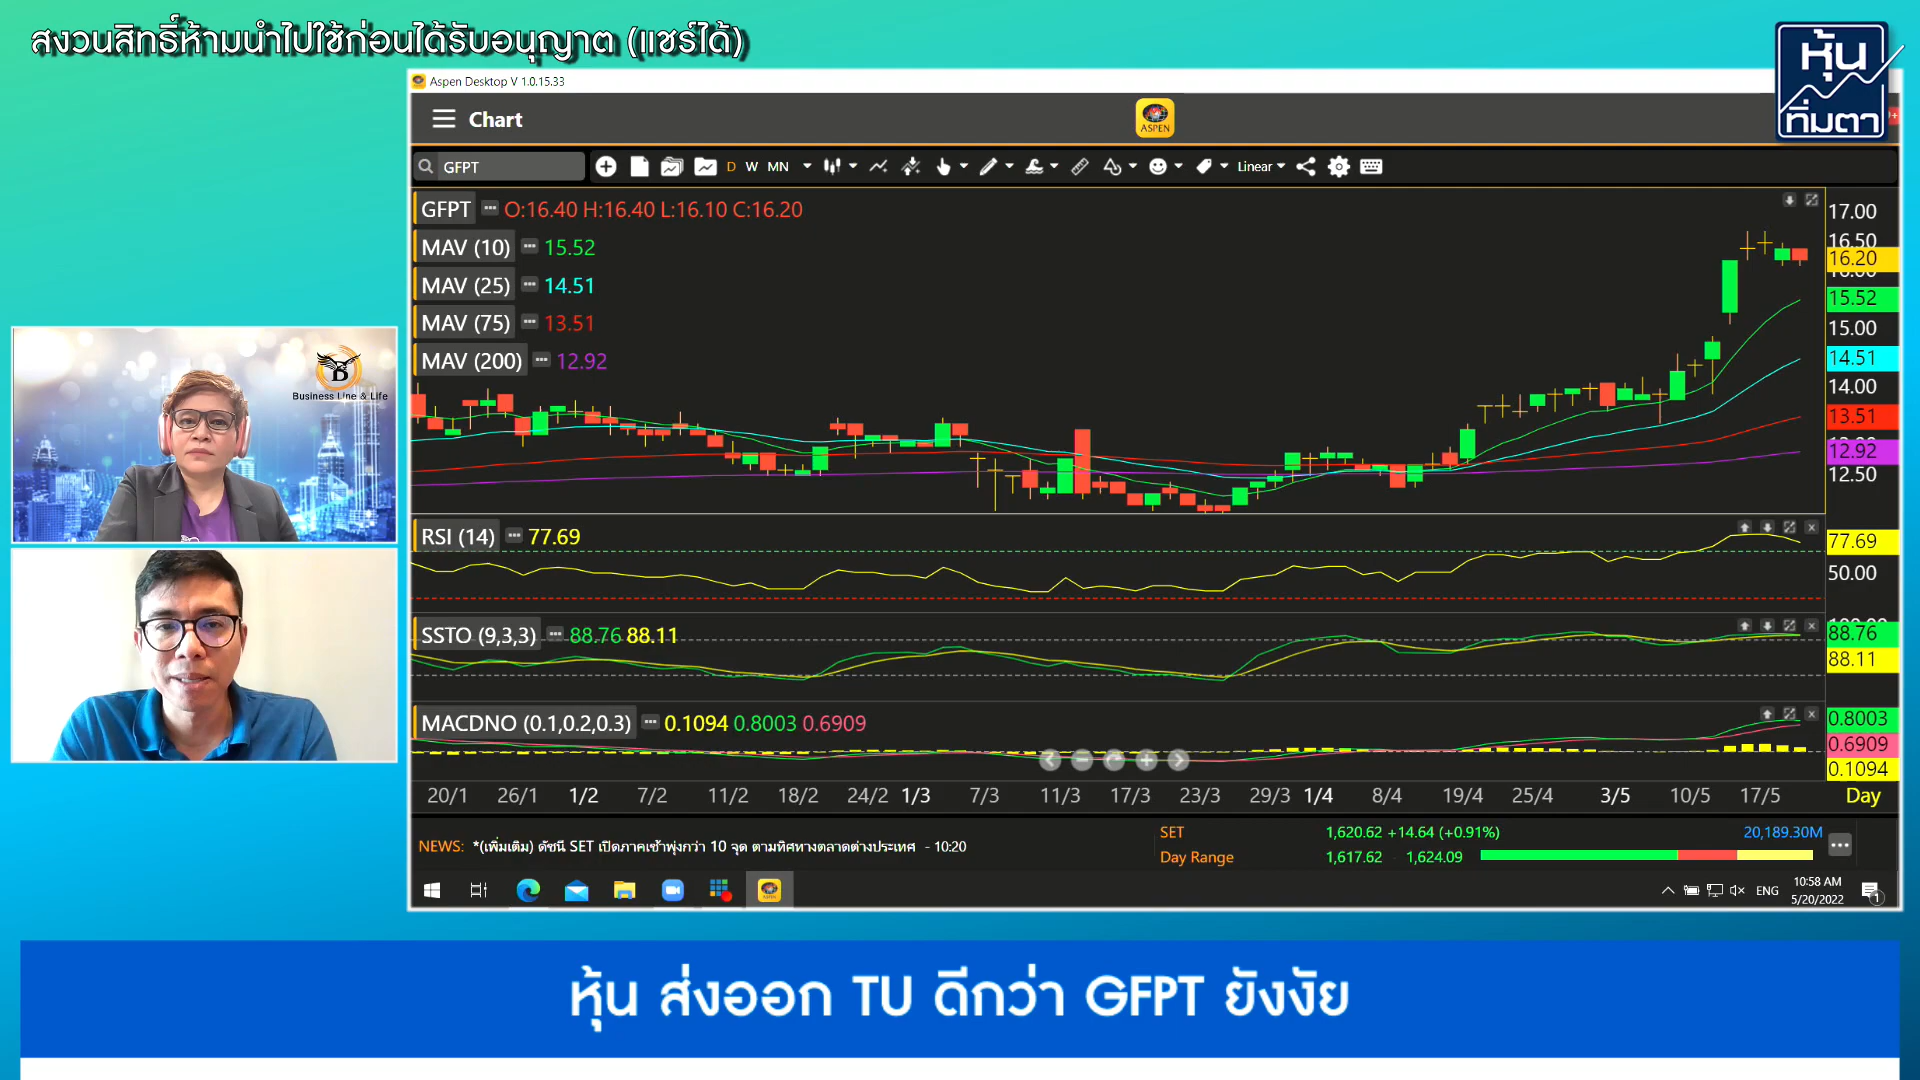 สงวนสิทธิ์ห้ามนำไปใช้ก่อนได้รับอนุญาต (แชร์ได้)
หุ้น
ที่มตา
Aspen Desktop V 1.0.15.33
Chart
ASPEN
GFPT
D W MN
Linear
GFPT O:16.40 H:16.40 L:16.10 C:16.20
MAV (10) 15.52
MAV (25) 14.51
MAV (75) 13.51
MAV (200) 12.92
17.00
16.50
16.20
15.52
15.00
14.51
14.00
13.51
12.92
12.50
B
Business Line & Life
RSI (14) 77.69
77.69
50.00
SSTO (9,3,3) 88.76 88.11
88.76
88.11
MACDNO (0.1,0.2,0.3) 0.1094 0.8003 0.6909
0.8003
0.6909
0.1094
20/1 26/1 1/2 7/2 11/2 18/2 24/2 1/3 7/3 11/3 17/3 23/3 29/3 1/4 8/4 19/4 25/4 3/5 10/5 17/5 Day
NEWS: *(เพิ่มเติม) ดัชนี SET เปิดภาคเช้าพุ่งกว่า 10 จุด ตามทิศทางตลาดต่างประเทศ - 10:20
SET 1,620.62 +14.64 (+0.91%) 20,189.30M
Day Range 1,617.62 - 1,624.09
ENG
10:58 AM
5/20/2022
1
หุ้น ส่งออก TU ดีกว่า GFPT ยังงัย